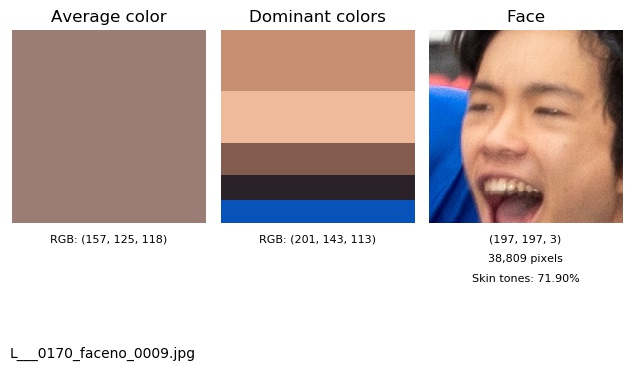 Average color
Dominant colors
Face
RGB: (157, 125, 118)
RGB: (201, 143, 113)
(197, 197, 3)
38,809 pixels
Skin tones: 71.90%
L___0170_faceno_0009.jpg